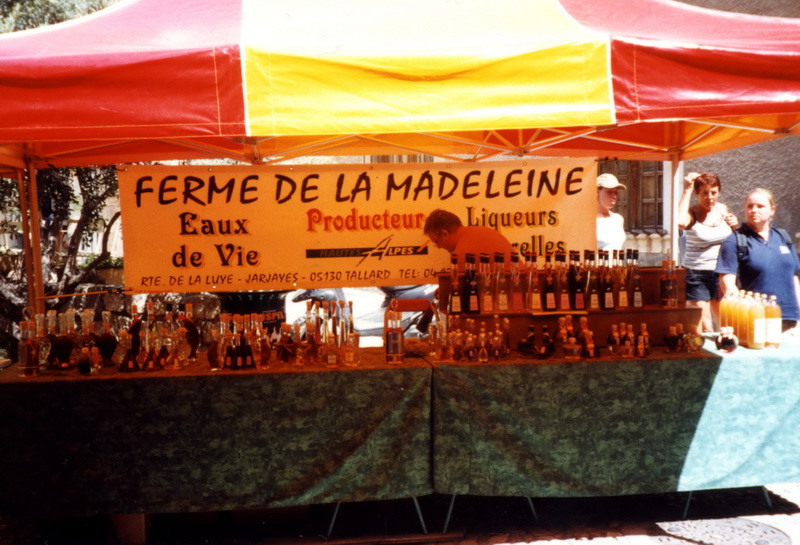 FERME DE LA MADELEINE
Eaux Producteur Liqueurs
de Vie HAUTES ALPES
RTE. DE LA LUYE - JARJAYES - 05130 TALLARD TEL: 04